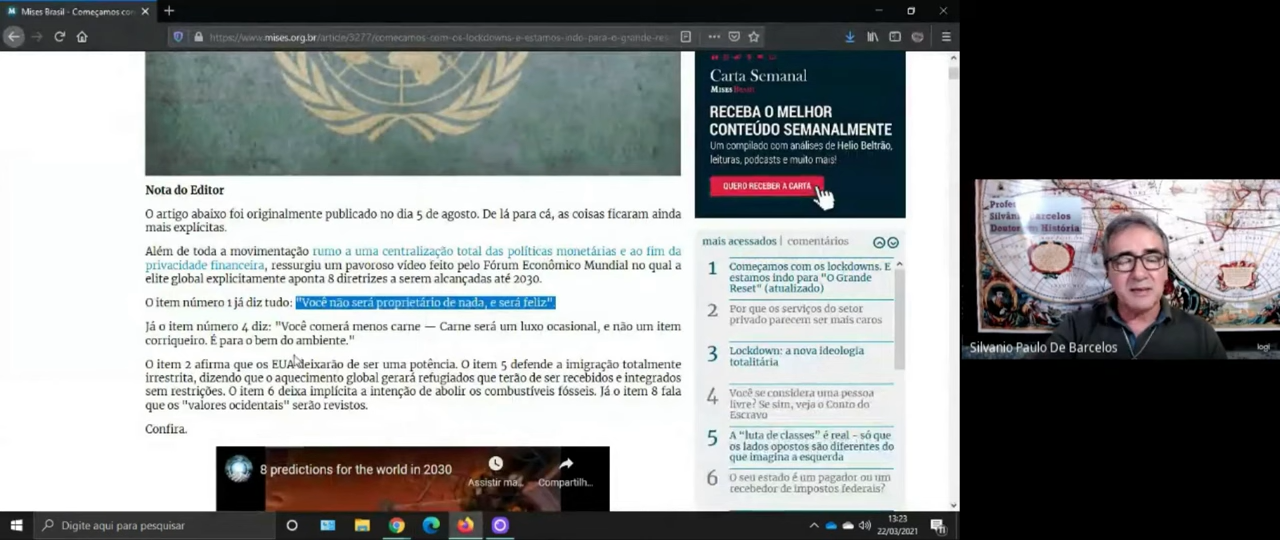 Mises Brasil - Começamos co
https://www.mises.org.br/article/3277/comecamos-com-os-lockdowns-e-estamos-indo-para-o-grande-res
Nota do Editor
O artigo abaixo foi originalmente publicado no dia 5 de agosto. De lá para cá, as coisas ficaram ainda
mais explícitas.
Além de toda a movimentação rumo a uma centralização total das políticas monetárias e ao fim da
privacidade financeira, ressurgiu um pavoroso vídeo feito pelo Fórum Econômico Mundial no qual a
elite global explicitamente aponta 8 diretrizes a serem alcançadas até 2030.
O item número 1 já diz tudo: "Você não será proprietário de nada, e será feliz"
Já o item número 4 diz: "Você comerá menos carne — Carne será um luxo ocasional, e não um item
corriqueiro. É para o bem do ambiente."
O item 2 afirma que os EUA deixarão de ser uma potência. O item 5 defende a imigração totalmente
irrestrita, dizendo que o aquecimento global gerará refugiados que terão de ser recebidos e integrados
sem restrições. O item 6 deixa implícita a intenção de abolir os combustíveis fósseis. Já o item 8 fala
que os "valores ocidentais" serão revistos.
Confira.
8 predictions for the world in 2030
Assistir ma...
Compartilh...
Carta Semanal
Mises Brasil
RECEBA O MELHOR
CONTEÚDO SEMANALMENTE
Um compilado com análises de Helio Beltrão,
leituras, podcasts e muito mais!
QUERO RECEBER A CARTA
mais acessados | comentários
1 Começamos com os lockdowns. E
estamos indo para "O Grande
Reset" (atualizado)
2 Por que os serviços do setor
privado parecem ser mais caros
3 Lockdown: a nova ideologia
totalitária
4 Você se considera uma pessoa
livre? Se sim, veja o Conto do
Escravo
5 A "luta de classes" é real - só que
os lados opostos são diferentes do
que imagina a esquerda
6 O seu estado é um pagador ou um
recebedor de impostos federais?
Silvanio Paulo De Barcelos
logi
Digite aqui para pesquisar
13:23
22/03/2021